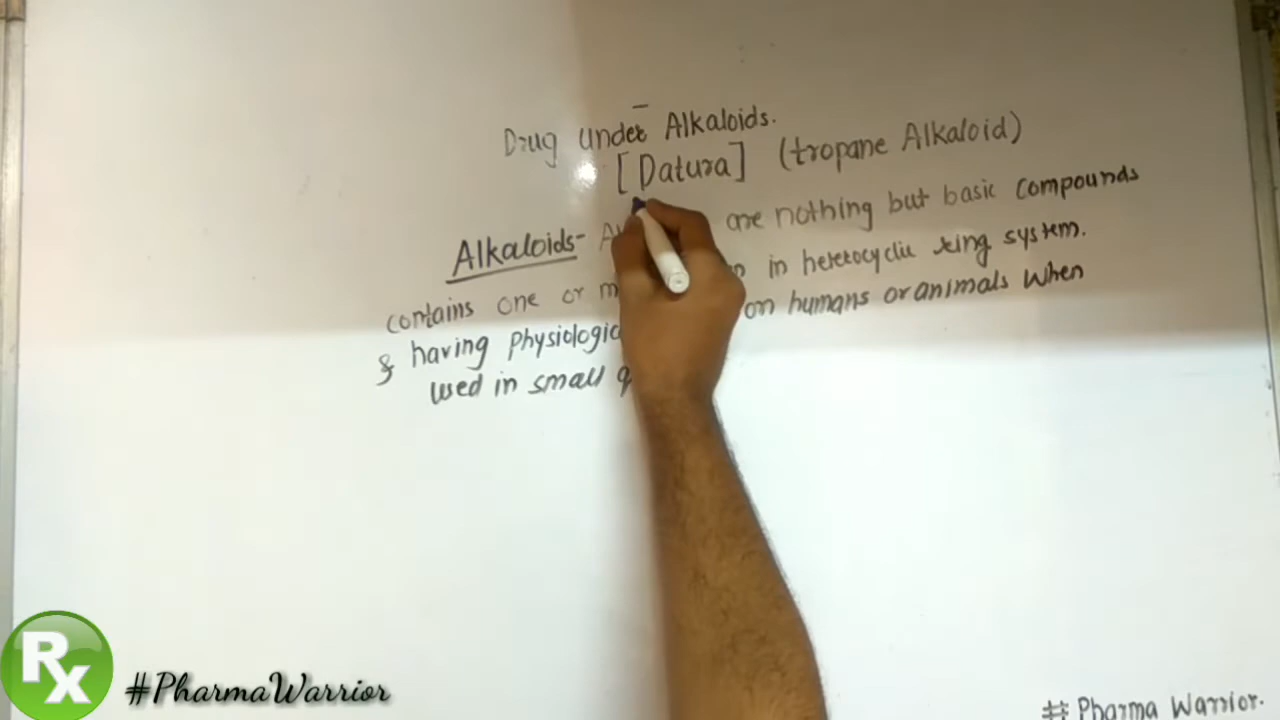 Drug Under Alkaloids.
[Datura] (tropane Alkaloid)
Alkaloids- are nothing but basic compounds
contains one or in heterocyclic ring system.
& having physiologic on humans or animals when
used in small
Rx #PharmaWarrior
# Pharma Warrior.